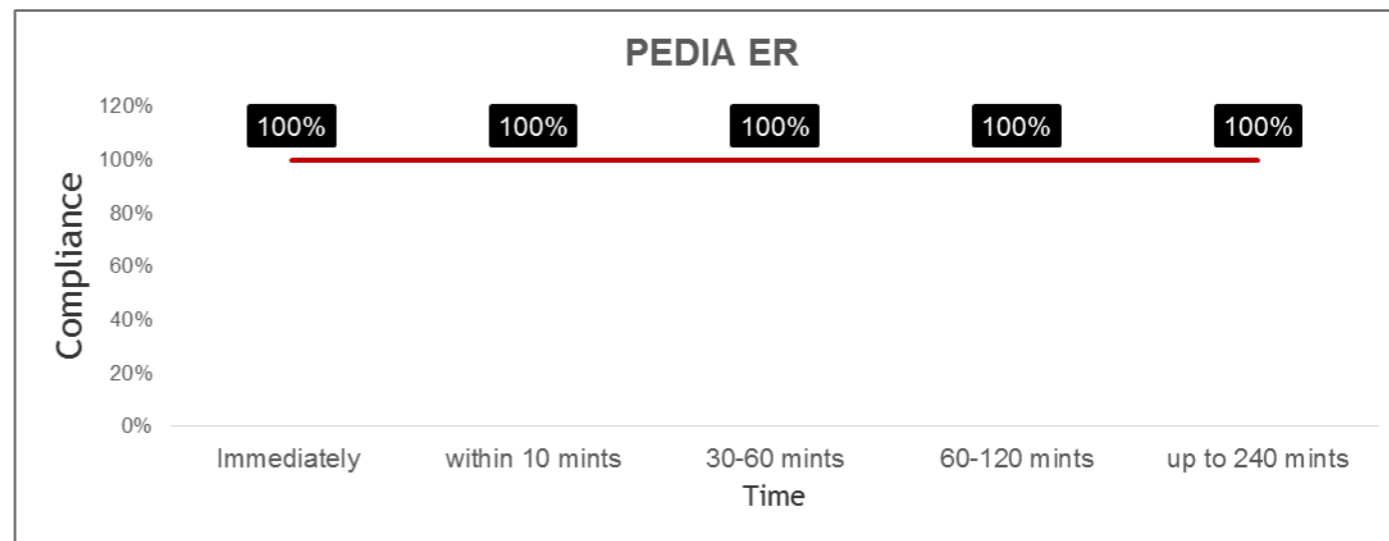 PEDIA ER
120%
100%
80%
60%
40%
20%
0%
Compliance
100% 100% 100% 100% 100%
Immediately within 10 mints 30-60 mints 60-120 mints up to 240 mints
Time